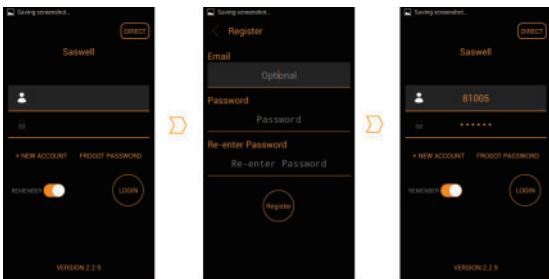 Saving screenshot...
DIRECT
Saswell
+ NEW ACCOUNT FROGOT PASSWORD
REMEMBER
LOGIN
VERSION 2.2.9
Saving screenshot...
Register
Email
Optional
Password
Password
Re-enter Password
Re-enter Password
Register
Saving screenshot...
DIRECT
Saswell
81005
••••••
+ NEW ACCOUNT FROGOT PASSWORD
REMEMBER
LOGIN
VERSION 2.2.9